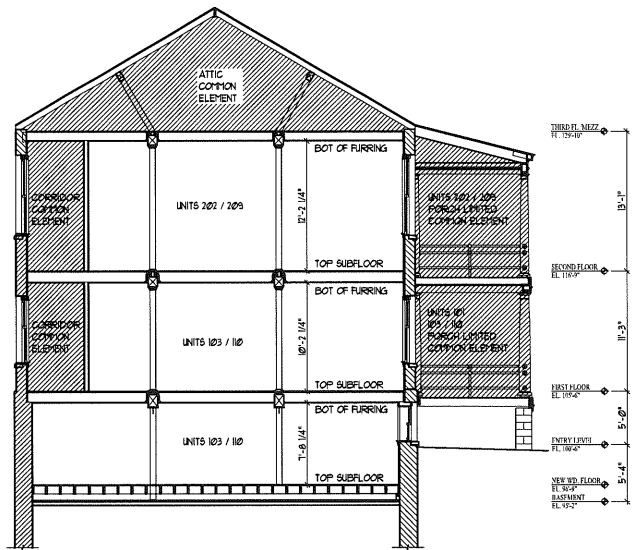 ATTIC
COMMON
ELEMENT
THIRD FL. MEZZ
EL. 129'-10"
BOT OF FURRING
CORRIDOR
COMMON
ELEMENT
UNITS 202 / 209
12'-2 1/4"
UNITS 202 / 209
PORCH LIMITED
COMMON ELEMENT
13'-1"
TOP SUBFLOOR
SECOND FLOOR
EL. 116'-9"
BOT OF FURRING
CORRIDOR
COMMON
ELEMENT
UNITS 103 / 110
10'-2 1/4"
UNITS 101
103 / 110
PORCH LIMITED
COMMON ELEMENT
11'-3"
TOP SUBFLOOR
FIRST FLOOR
EL. 105'-6"
BOT OF FURRING
UNITS 103 / 110
7'-8 1/4"
5'-0"
ENTRY LEVEL
EL. 100'-6"
TOP SUBFLOOR
5'-4"
NEW WD. FLOOR
BASEMENT
EL. 95'-2"